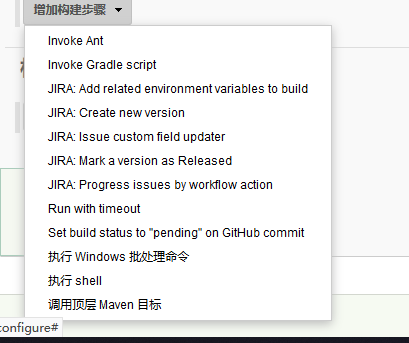 增加构建步骤
Invoke Ant
Invoke Gradle script
JIRA: Add related environment variables to build
JIRA: Create new version
JIRA: Issue custom field updater
JIRA: Mark a version as Released
JIRA: Progress issues by workflow action
Run with timeout
Set build status to "pending" on GitHub commit
执行 Windows 批处理命令
执行 shell
调用顶层 Maven 目标
configure#